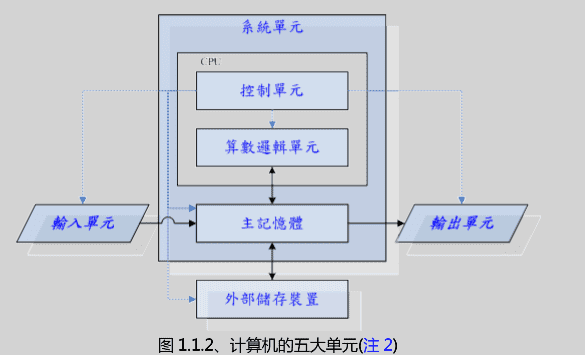 系統單元
CPU
控制單元
算數邏輯單元
輸入單元
主記憶體
輸出單元
外部儲存裝置
图 1.1.2、计算机的五大单元(注 2)